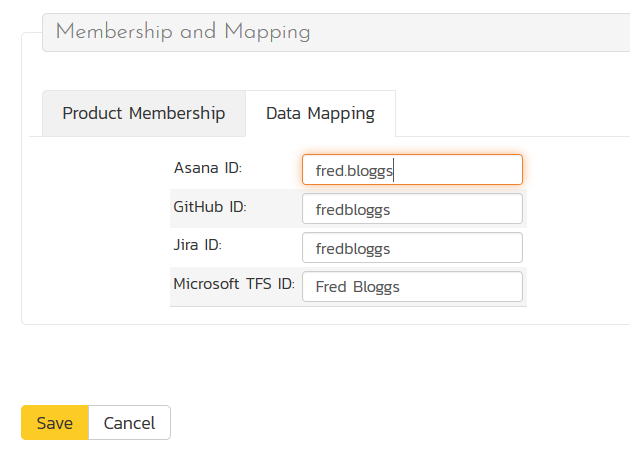 Membership and Mapping
Product Membership Data Mapping
Asana ID: fred.bloggs
GitHub ID: fredbloggs
Jira ID: fredbloggs
Microsoft TFS ID: Fred Bloggs
Save Cancel